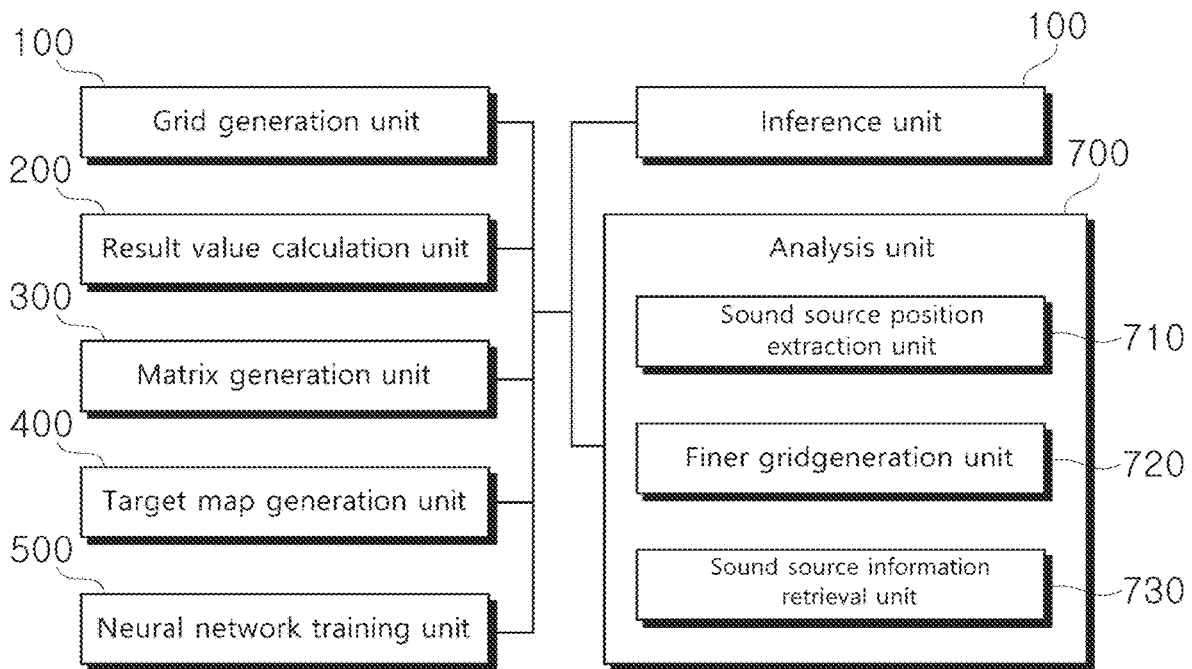 100
Grid generation unit
200
Result value calculation unit
300
Matrix generation unit
400
Target map generation unit
500
Neural network training unit
100
Inference unit
700
Analysis unit
Sound source position
extraction unit
710
Finer gridgeneration unit
720
Sound source information
retrieval unit
730